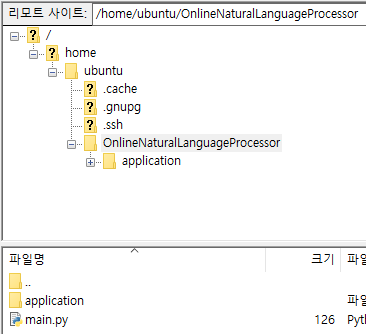 리모트 사이트: /home/ubuntu/OnlineNaturalLanguageProcessor
/
home
ubuntu
.cache
.gnupg
.ssh
OnlineNaturalLanguageProcessor
application
파일명 크기 파일
..
application 파일
main.py 126 Pyth